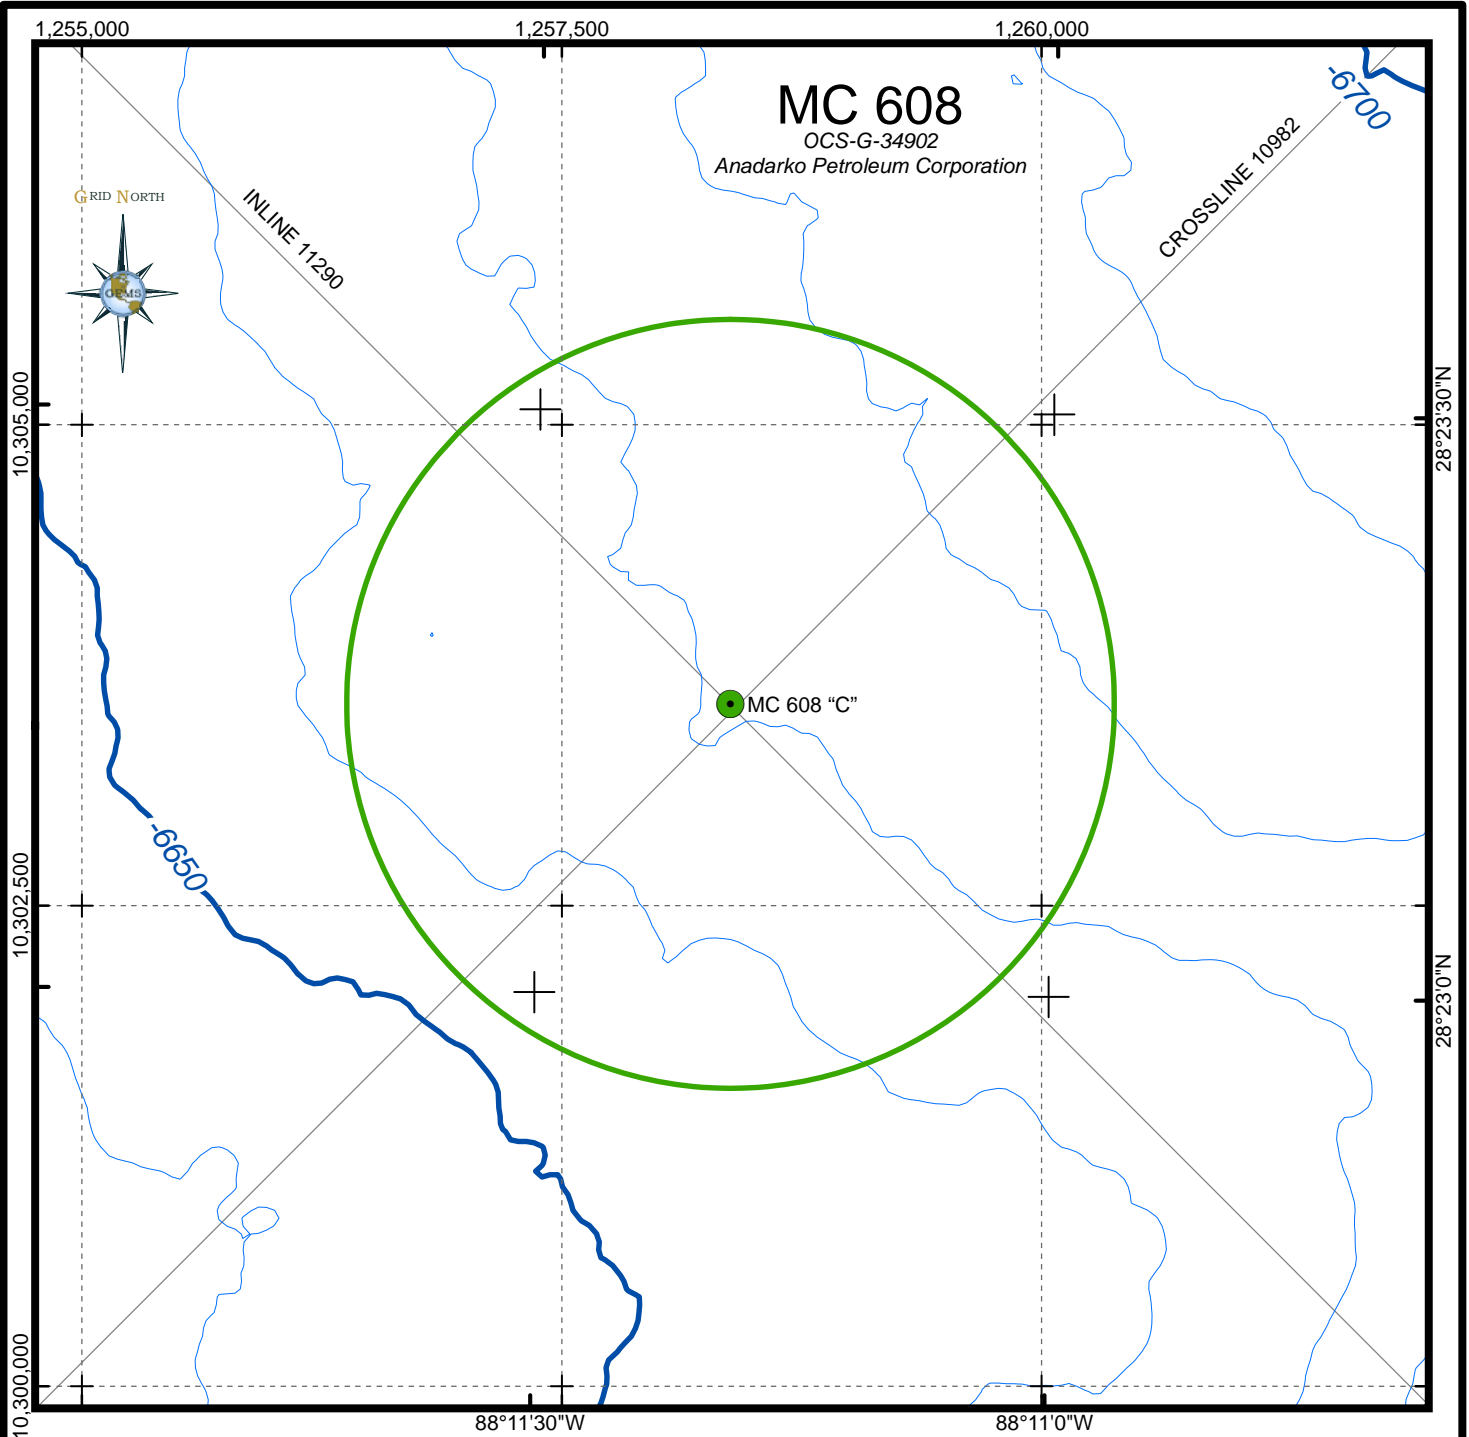 1,255,000
1,257,500
1,260,000
MC 608
OCS-G-34902
Anadarko Petroleum Corporation
-6700
CROSSLINE 10982
GRID NORTH
INLINE 11290
GEMS
10,305,000
28°23'30"N
MC 608 “C”
-6650
10,302,500
28°23'0"N
10,300,000
88°11'30"W
88°11'0"W